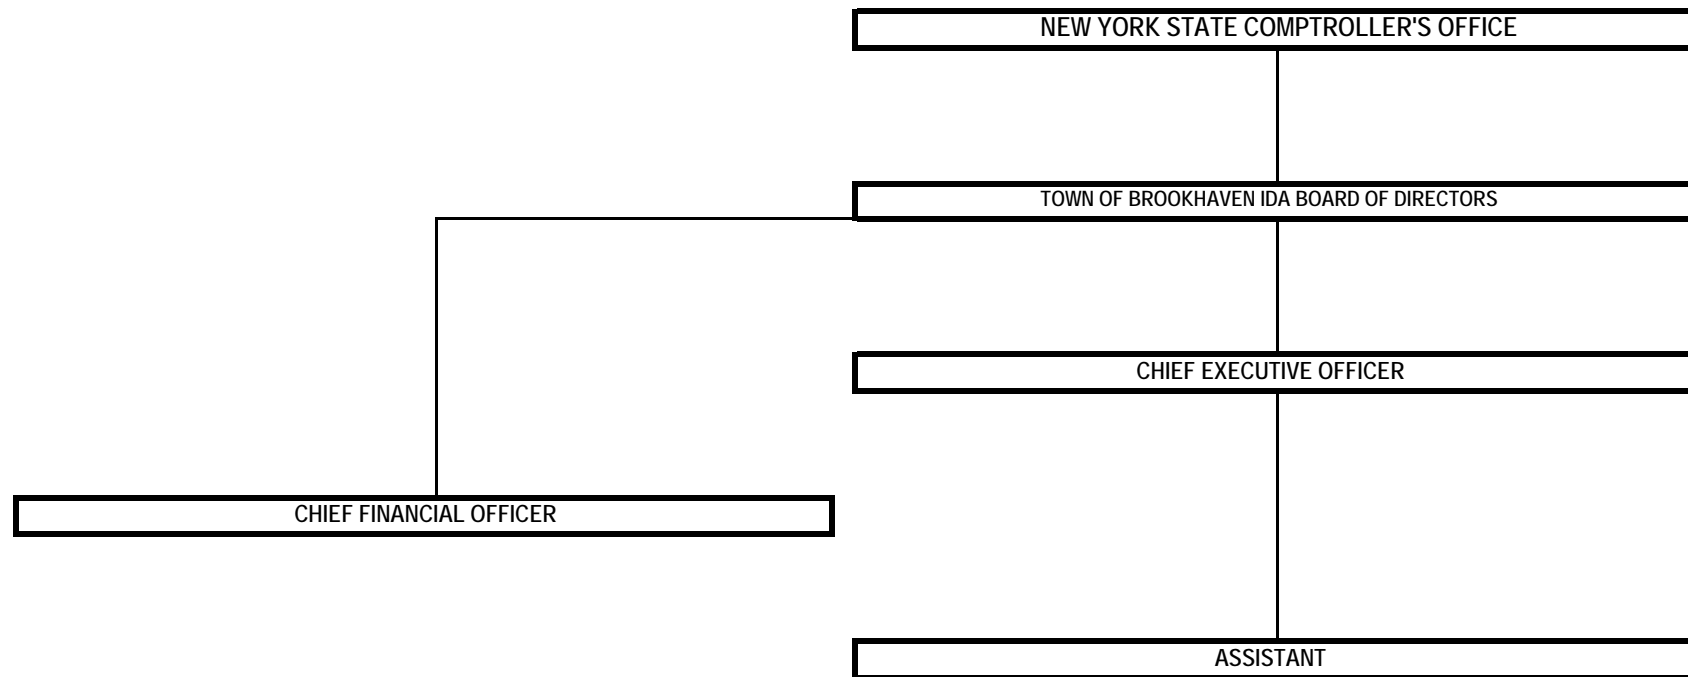 NEW YORK STATE COMPTROLLER'S OFFICE
TOWN OF BROOKHAVEN IDA BOARD OF DIRECTORS
CHIEF EXECUTIVE OFFICER
CHIEF FINANCIAL OFFICER
ASSISTANT